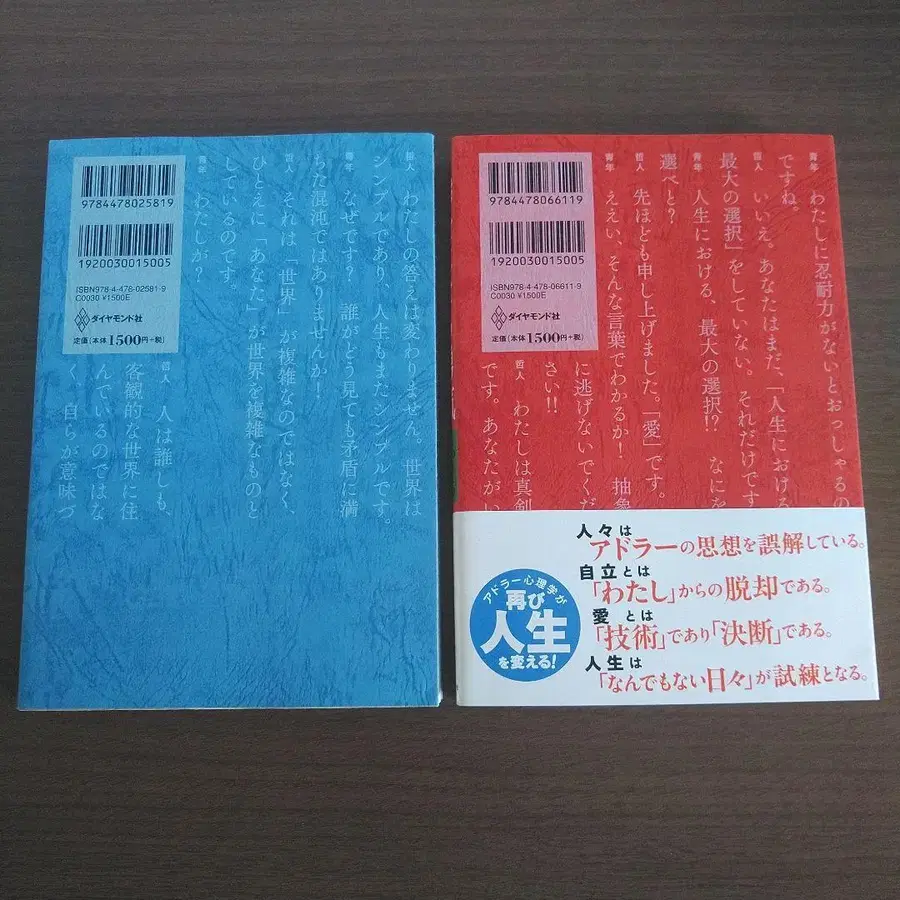 9784478025819
1920030015005
ISBN978-4-478-02581-9
C0030 ¥1500E
ダイヤモンド社
定価(本体1500円+税)
哲人 わたしの答えは変わりません。世界は
シンプルであり、人生もまたシンプルです。
青年 なぜです? 誰がどう見ても矛盾に満
ちた混沌ではありませんか!
哲人 それは「世界」が複雑なのではなく、
ひとえに「あなた」が世界を複雑なものと
しているのです。
青年 わたしが?
哲人 人は誰しも、
客観的な世界に住
んでいるのではな
く、自らが意味づ
9784478066119
1920030015005
ISBN978-4-478-06611-9
C0030 ¥1500E
ダイヤモンド社
定価(本体1500円+税)
青年 わたしに忍耐力がないとおっしゃるの
ですね。
哲人 いいえ。あなたはまだ、「人生における
最大の選択」をしていない。それだけです
青年 人生における、最大の選択!? なにを
選べと?
哲人 先ほども申し上げました。「愛」です。
青年 ええい、そんな言葉でわかるか! 抽象
に逃げないでくだ
さい!!
哲人 わたしは真剣
です。あなたがい
人々は
アドラーの思想を誤解している。
自立とは
「わたし」からの脱却である。
愛とは
「技術」であり「決断」である。
人生は
「なんでもない日々」が試練となる。
アドラー心理学が
再び
人生
を変える!